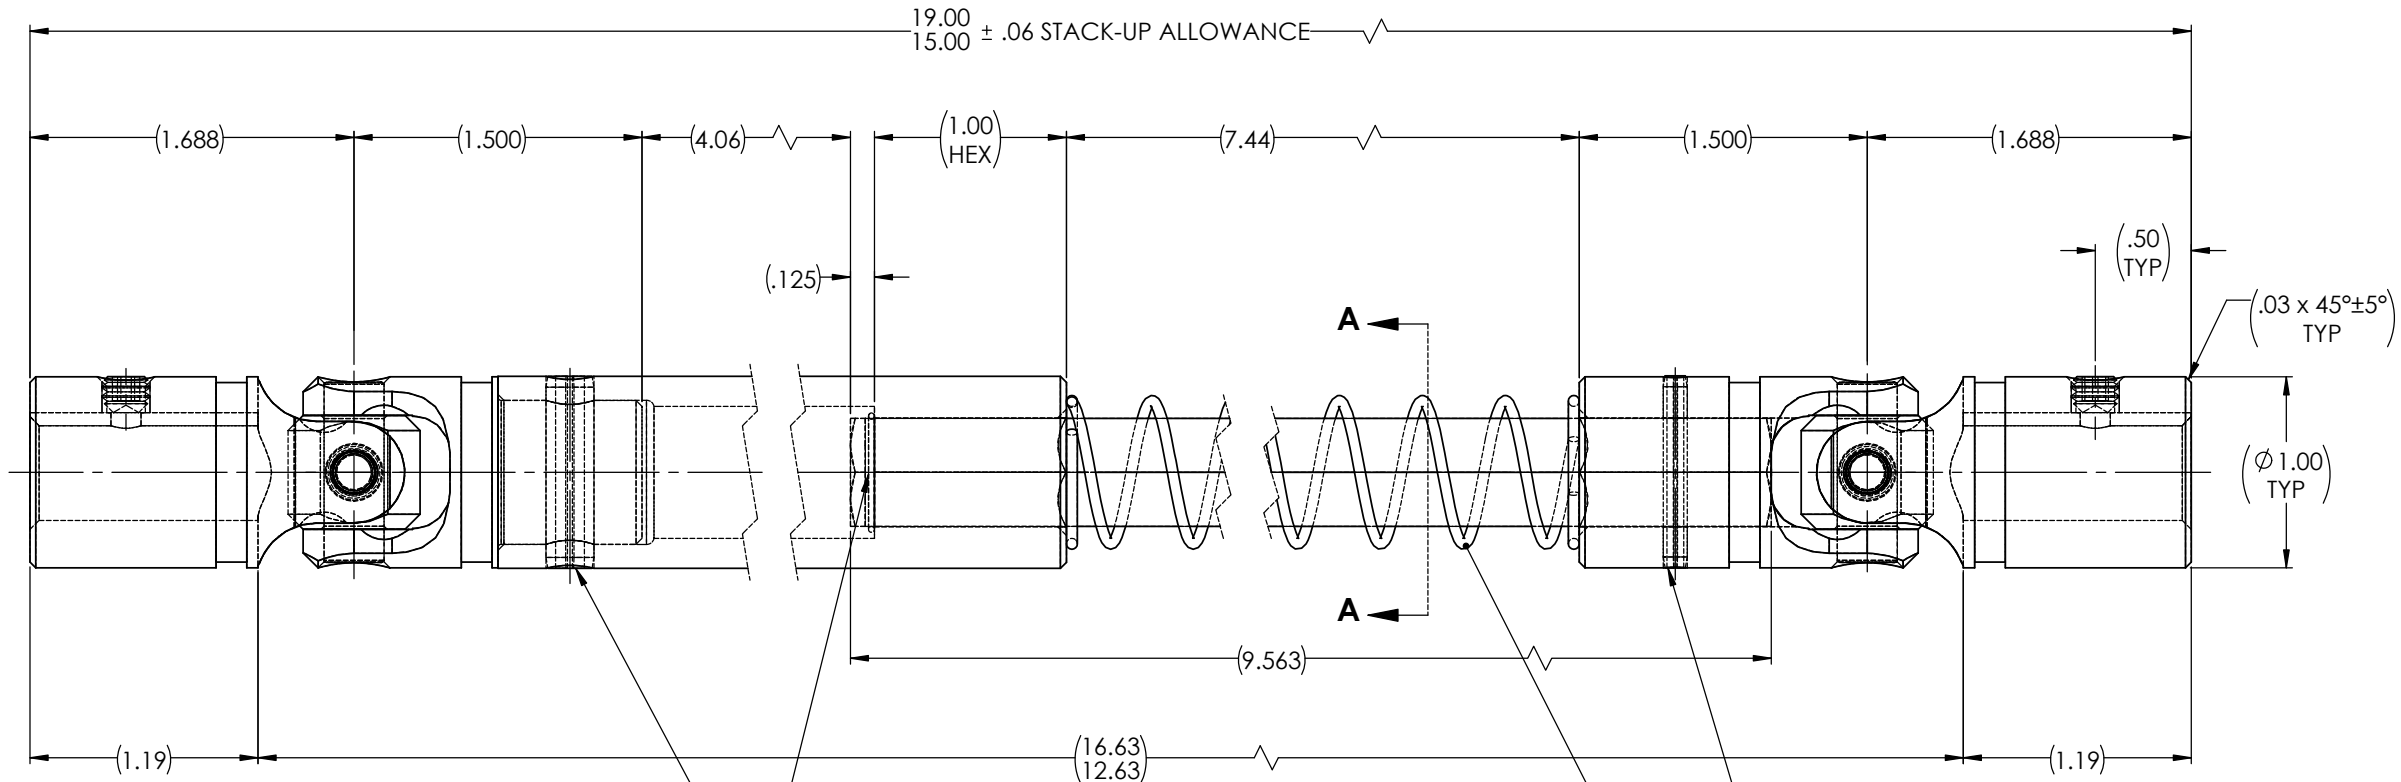 19.00
15.00
± .06 STACK-UP ALLOWANCE
(1.688)
(1.500)
(4.06)
(1.00
HEX)
(7.44)
(1.500)
(1.688)
(.50
TYP)
(.125)
(.03 x 45°±5°
TYP
A
(∅1.00
TYP)
A
(9.563)
(1.19)
(16.63
12.63)
(1.19)